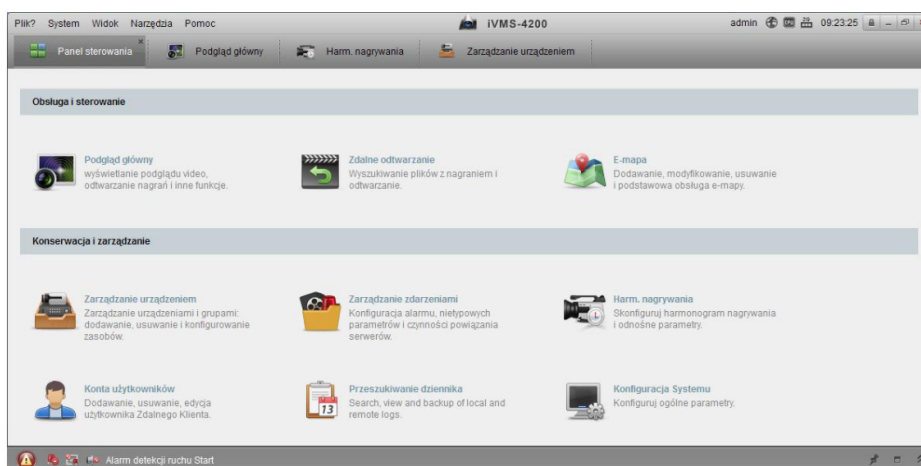 Plik? System Widok Narzędzia Pomoc iVMS-4200 admin 09:23:25
Panel sterowania Podgląd główny Harm. nagrywania Zarządzanie urządzeniem
Obsługa i sterowanie
Podgląd główny
wyświetlanie podglądu video,
odtwarzanie nagrań i inne funkcje.
Zdalne odtwarzanie
Wyszukiwanie plików z nagraniem i
odtwarzanie.
E-mapa
Dodawanie, modyfikowanie, usuwanie
i podstawowa obsługa e-mapy.
Konserwacja i zarządzanie
Zarządzanie urządzeniem
Zarządzanie urządzeniami i grupami:
dodawanie, usuwanie i konfigurowanie
zasobów.
Zarządzanie zdarzeniami
Konfiguracja alarmu, nietypowych
parametrów i czynności powiązania
serwerów.
Harm. nagrywania
Skonfiguruj harmonogram nagrywania
i odnośne parametry.
Konta użytkowników
Dodawanie, usuwanie, edycja
użytkownika Zdalnego Klienta.
13
Przeszukiwanie dziennika
Search, view and backup of local and
remote logs.
Konfiguracja Systemu
Konfiguruj ogólne parametry.
Alarm detekcji ruchu Start